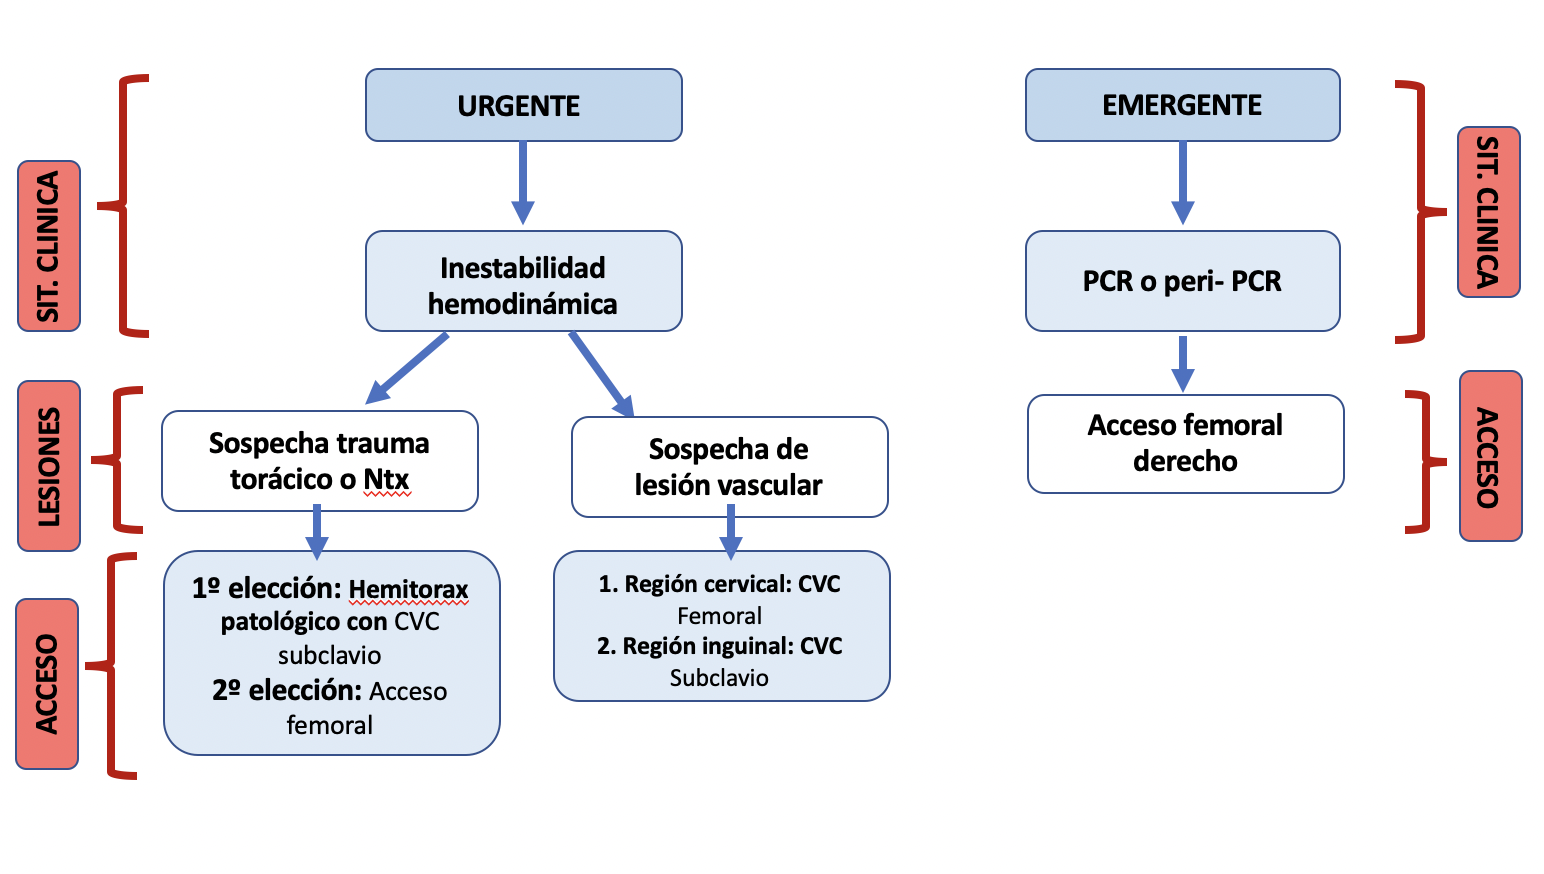 URGENTE
EMERGENTE
SIT. CLINICA
SIT. CLINICA
Inestabilidad
hemodinámica
PCR o peri- PCR
LESIONES
Sospecha trauma
torácico o Ntx
Sospecha de
lesión vascular
Acceso femoral
derecho
ACCESO
ACCESO
1º elección: Hemitorax
patológico con CVC
subclavio
2º elección: Acceso
femoral
1. Región cervical: CVC
Femoral
2. Región inguinal: CVC
Subclavio